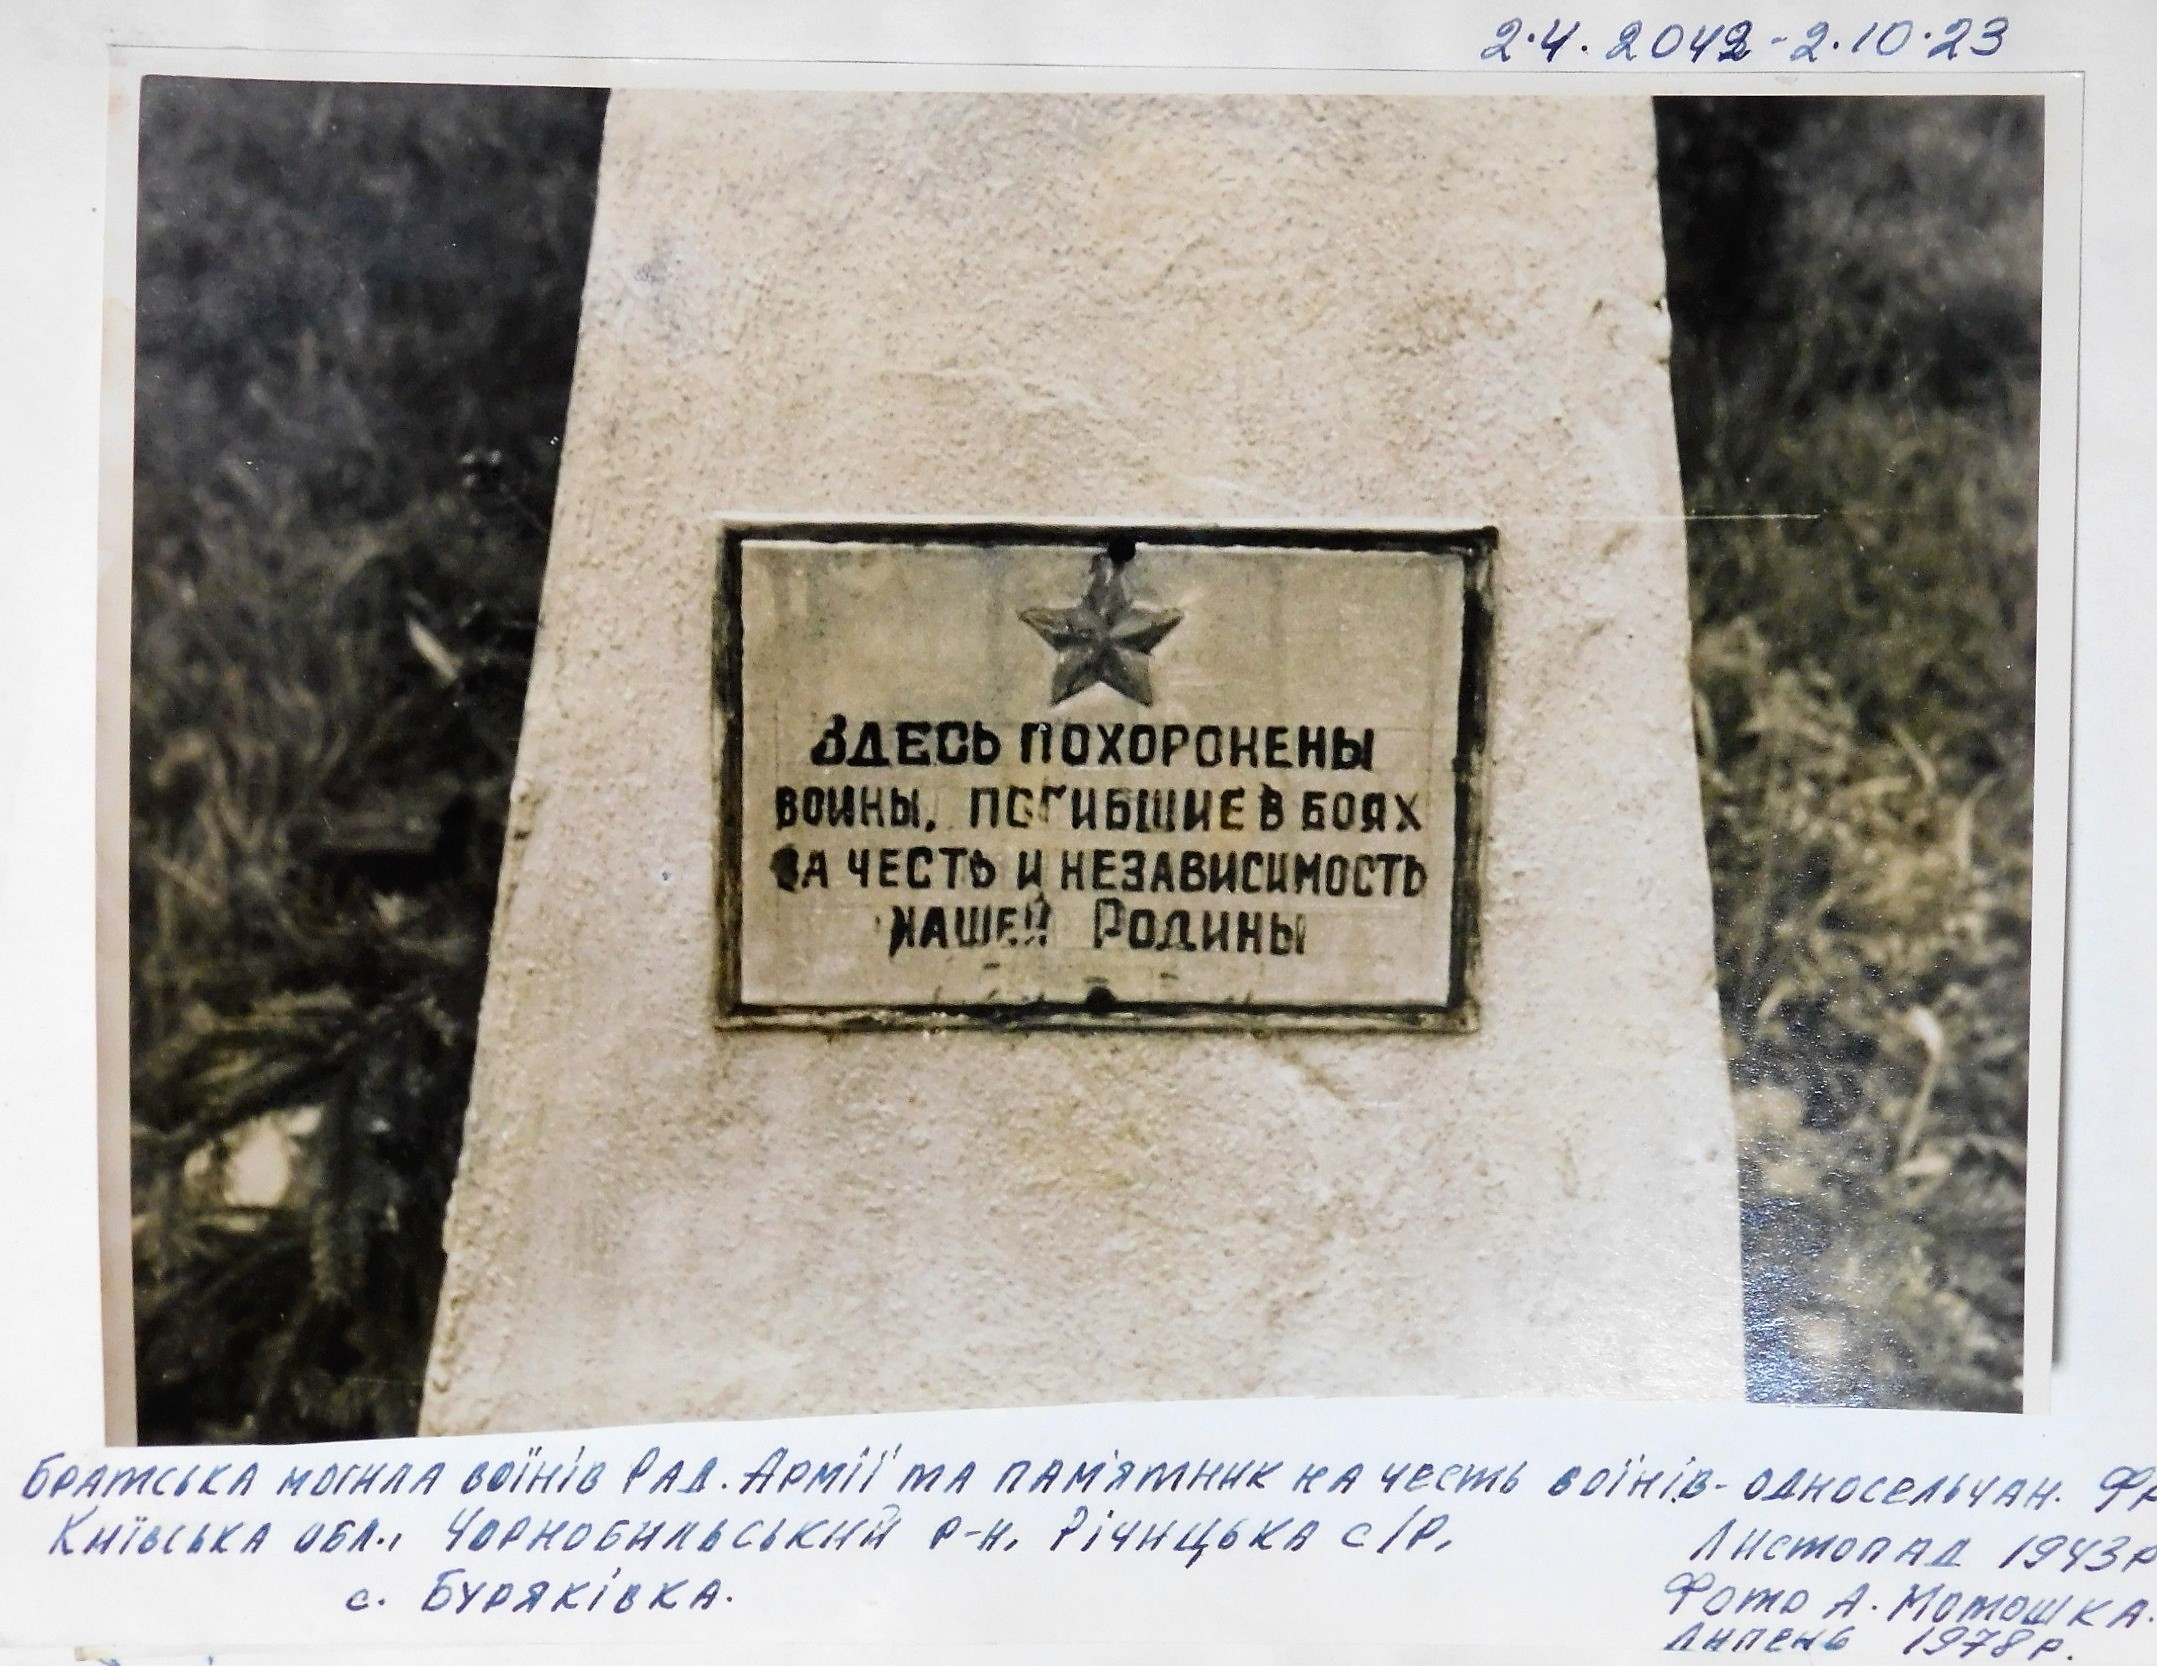 2.4.2042-2.10.23
ЗДЕСЬ ПОХОРОНЕНЫ
ВОИНЫ, ПОГИБШИЕ В БОЯХ
ЗА ЧЕСТЬ И НЕЗАВИСИМОСТЬ
НАШЕЙ РОДИНЫ
Братська могила воїнів Рад. Армії та пам'ятник на честь воїнів-односельчан.
Київська обл., Чорнобильський р-н, Річицька с/р, Листопад 1943р
с. Буряківка. Фото А. Мотошка.
Липень 1978р.